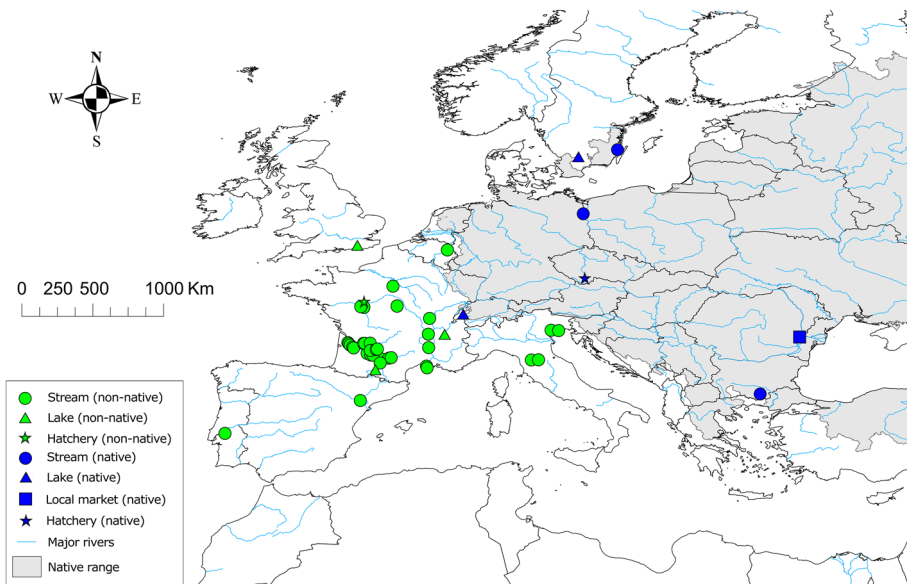 N
W E
S
0 250 500 1000 Km
Stream (non-native)
Lake (non-native)
Hatchery (non-native)
Stream (native)
Lake (native)
Local market (native)
Hatchery (native)
Major rivers
Native range